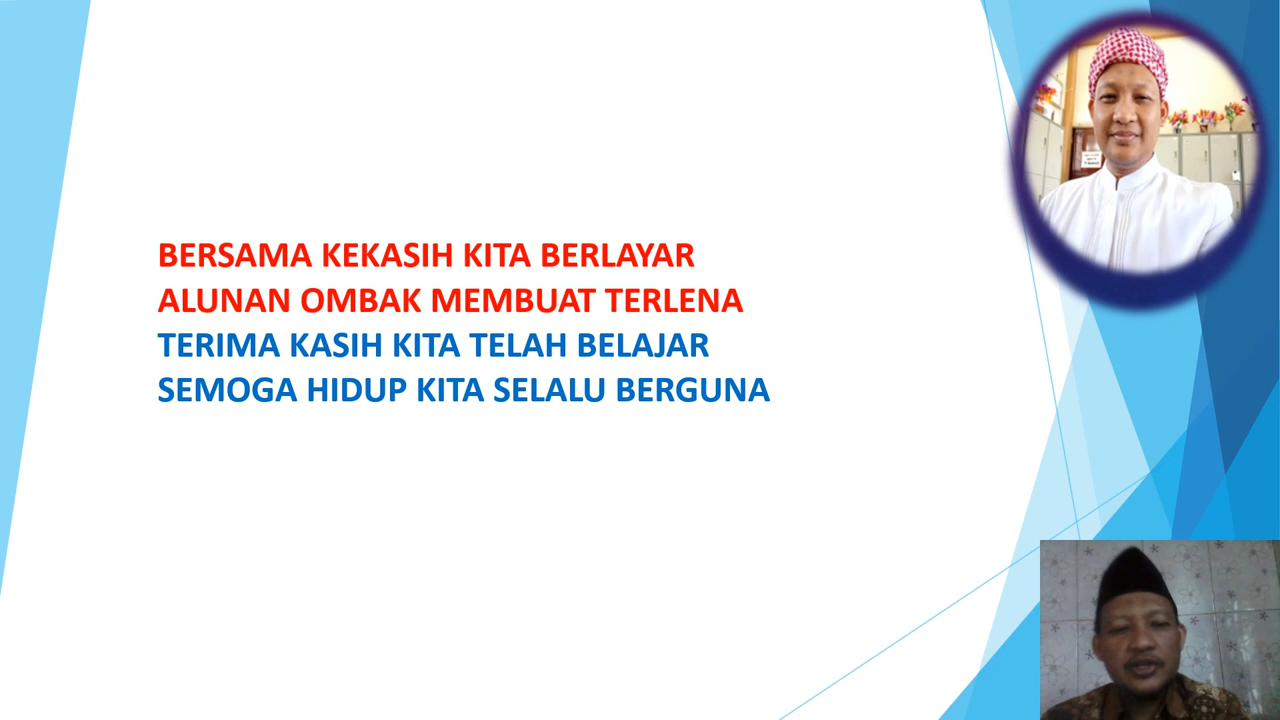 BERSAMA KEKASIH KITA BERLAYAR
ALUNAN OMBAK MEMBUAT TERLENA
TERIMA KASIH KITA TELAH BELAJAR
SEMOGA HIDUP KITA SELALU BERGUNA